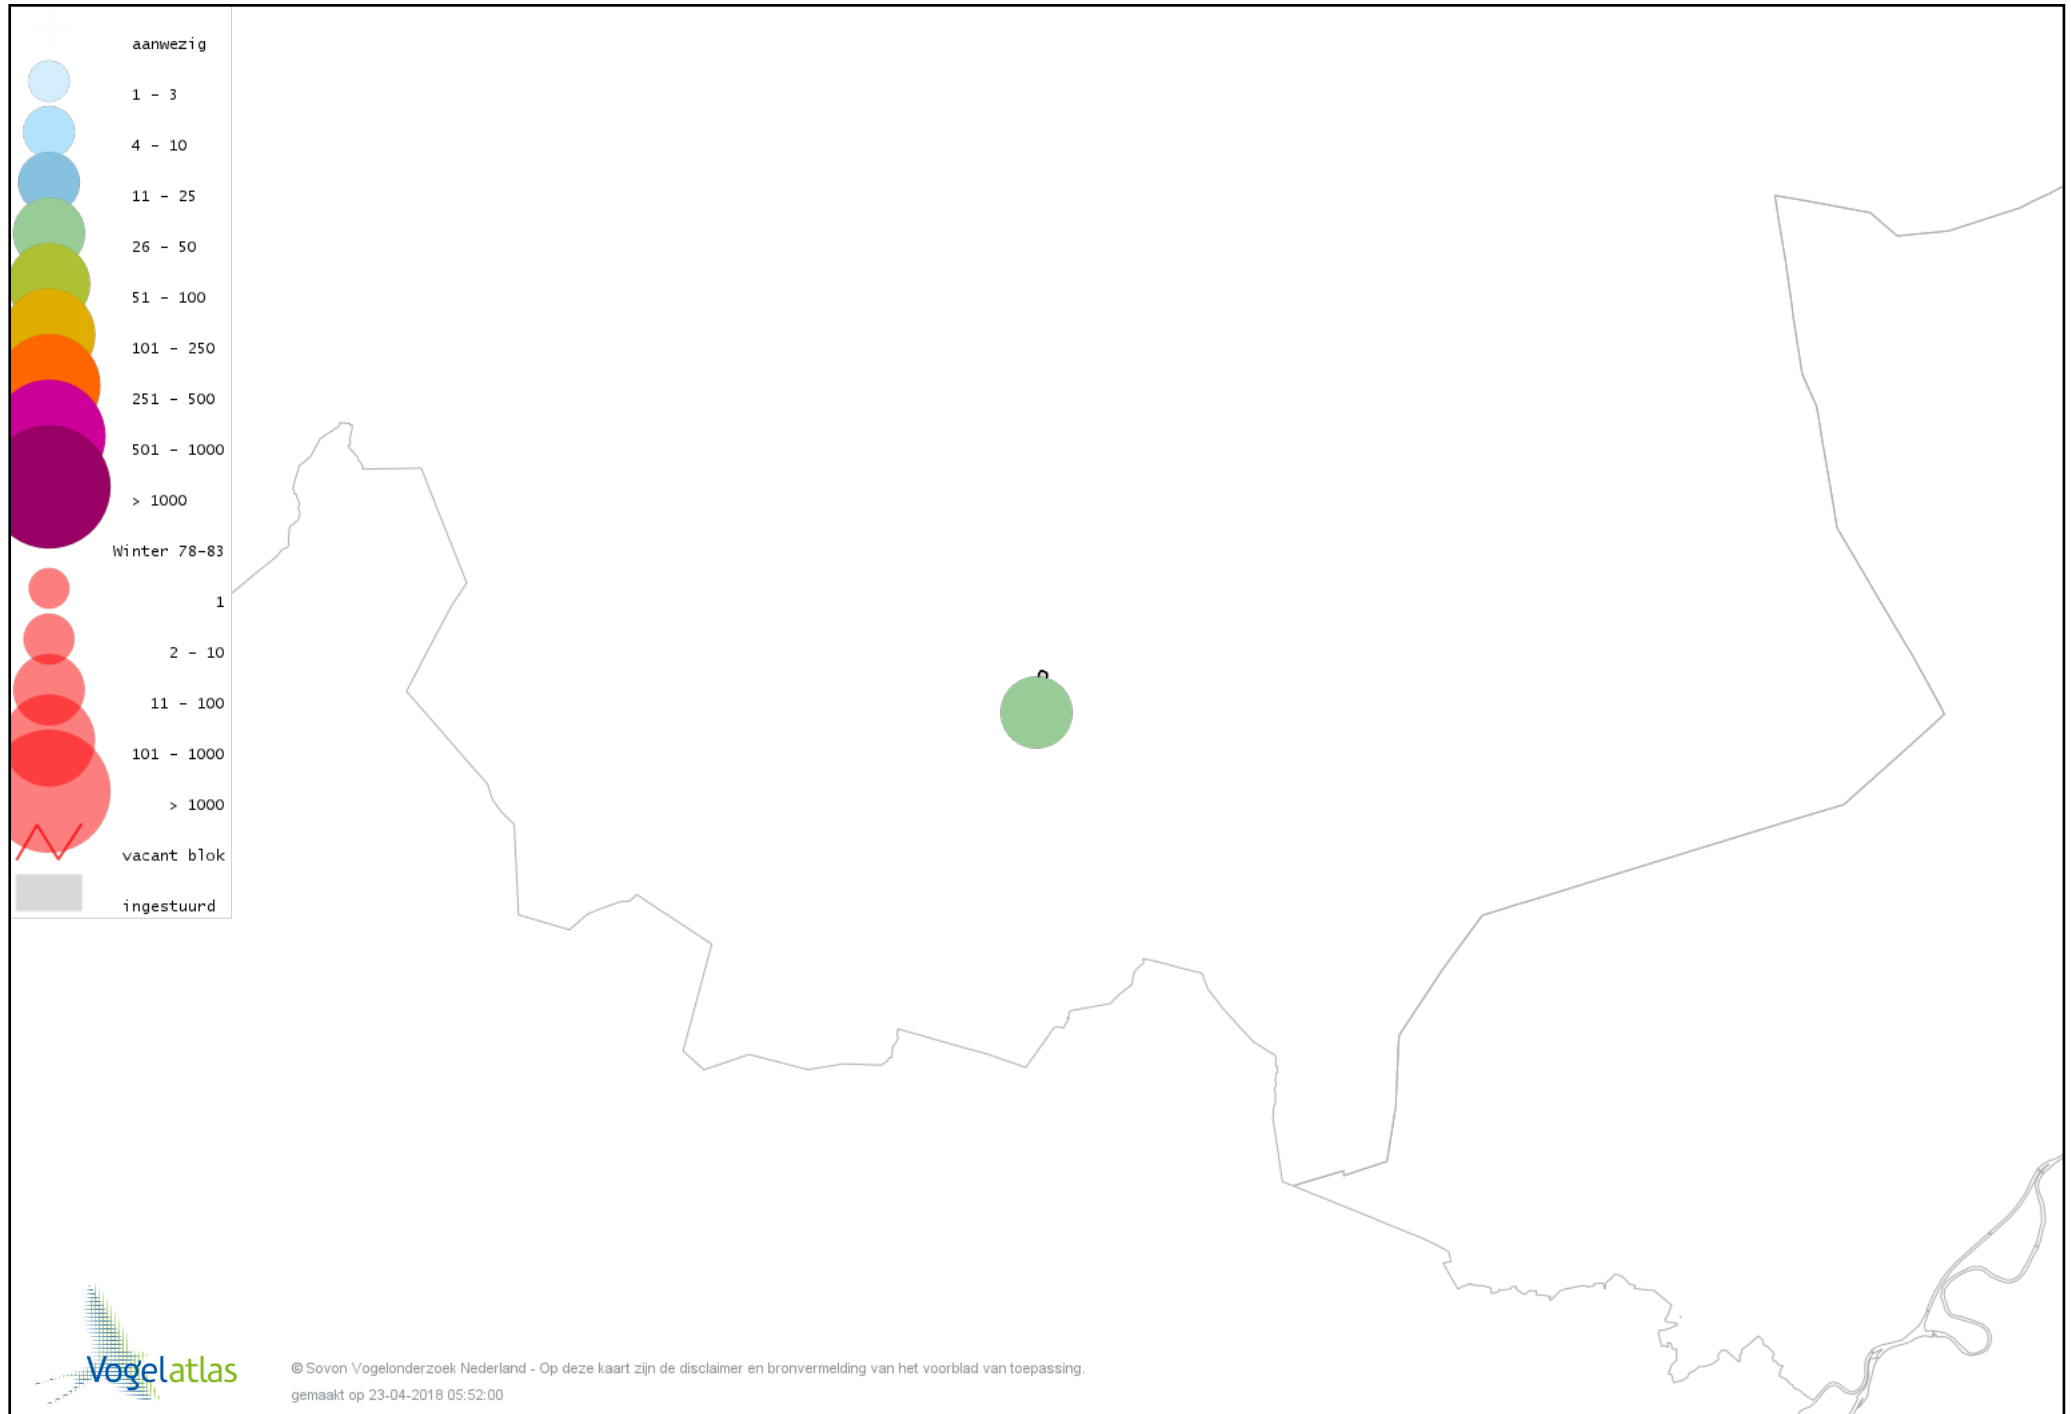 aanwezig
1 - 3
4 - 10
11 - 25
26 - 50
51 - 100
101 - 250
251 - 500
501 - 1000
> 1000
Winter 78-83
1
2 - 10
11 - 100
101 - 1000
> 1000
vacant blok
ingestuurd
Vogelatlas
© Sovon Vogelonderzoek Nederland - Op deze kaart zijn de disclaimer en bronvermelding van het voorblad van toepassing.
gemaakt op 23-04-2018 05:52:00